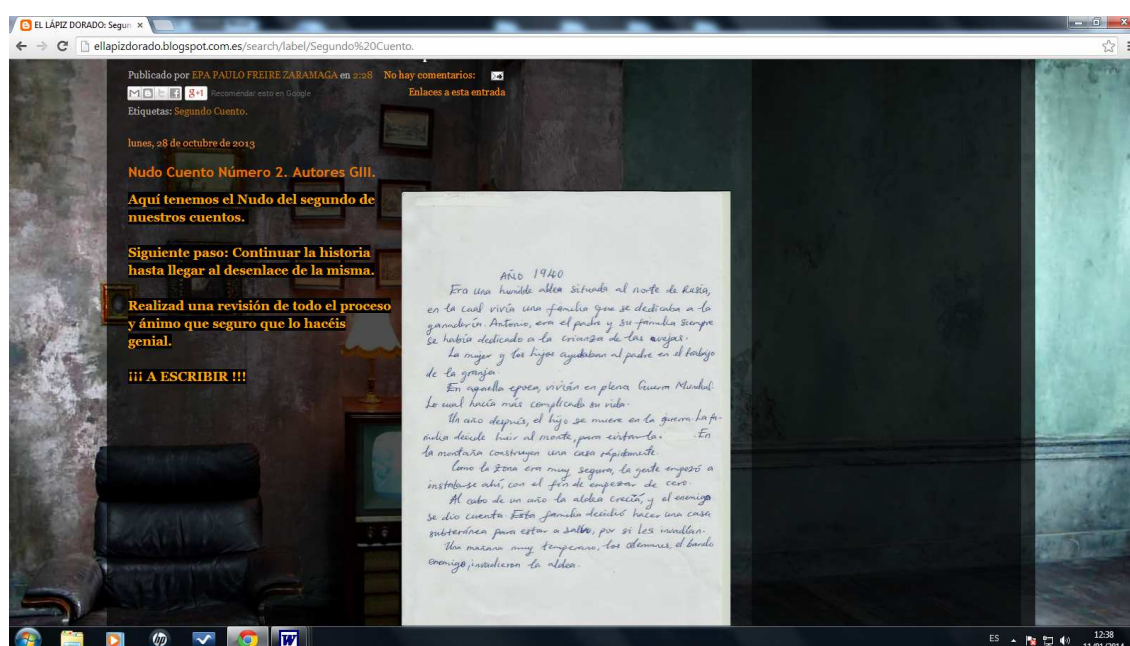 EL LÁPIZ DORADO: Segun
ellapizdorado.blogspot.com.es/search/label/Segundo%20Cuento.
Publicado por EPA PAULO FREIRE ZARAMAGA en 2:28 No hay comentarios:
Recomendar esto en Google Enlaces a esta entrada
Etiquetas: Segundo Cuento.
lunes, 28 de octubre de 2013
Nudo Cuento Número 2. Autores GIII.
Aquí tenemos el Nudo del segundo de
nuestros cuentos.
Siguiente paso: Continuar la historia
hasta llegar al desenlace de la misma.
Realizad una revisión de todo el proceso
y ánimo que seguro que lo hacéis
genial.
¡¡¡ A ESCRIBIR !!!
AÑO 1940
Era una humilde aldea situada al norte de Rusia,
en la cual vivía una familia que se dedicaba a la
ganadería. Antonio, era el padre y su familia siempre
se había dedicado a la crianza de las ovejas.
La mujer y los hijos ayudaban al padre en el trabajo
de la granja.
En aquella epoca, vivían en plena Guerra Mundial.
Lo cual hacía más complicado su vida.
Un año después, el hijo se muere en la guerra. La fa-
milia decide huir al monte, para evitarla. En
la montaña construyen una casa rápidamente.
Como la zona era muy segura, la gente empezó a
instalarse ahí, con el fin de empezar de cero.
Al cabo de un año la aldea crecía, y el enemigo
se dio cuenta. Esta familia decidió hacer una casa
subterránea para estar a salvo, por si les invadían.
Una mañana muy temprano, los alemanes, el bando
enemigo, invadieron la aldea.
ES 12:38
11/01/2014